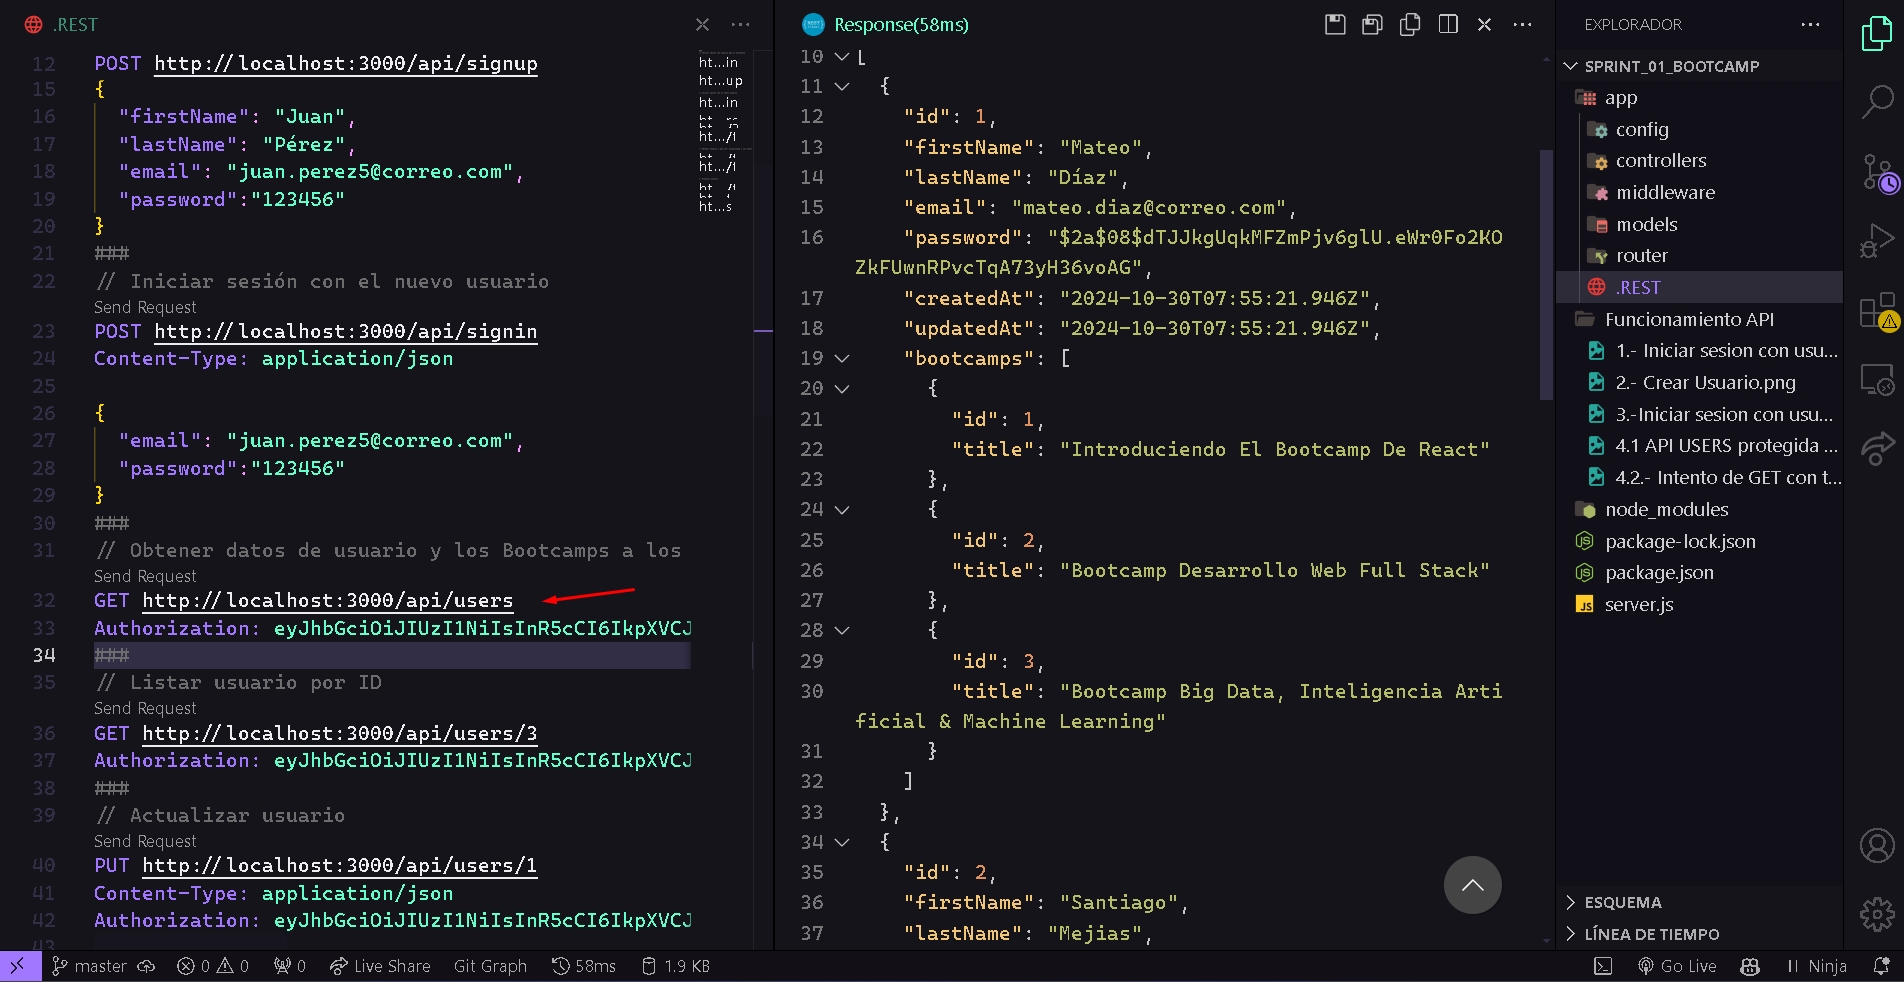 .REST
12 POST http://localhost:3000/api/signup
15 {
16 "firstName": "Juan",
17 "lastName": "Pérez",
18 "email": "juan.perez5@correo.com",
19 "password":"123456"
20 }
21 ###
22 // Iniciar sesión con el nuevo usuario
Send Request
23 POST http://localhost:3000/api/signin
24 Content-Type: application/json
25
26 {
27 "email": "juan.perez5@correo.com",
28 "password":"123456"
29 }
30 ###
31 // Obtener datos de usuario y los Bootcamps a los
Send Request
32 GET http://localhost:3000/api/users
33 Authorization: eyJhbGciOiJIUzI1NiIsInR5cCI6IkpXVCJ
34 ###
35 // Listar usuario por ID
Send Request
36 GET http://localhost:3000/api/users/3
37 Authorization: eyJhbGciOiJIUzI1NiIsInR5cCI6IkpXVCJ
38 ###
39 // Actualizar usuario
Send Request
40 PUT http://localhost:3000/api/users/1
41 Content-Type: application/json
42 Authorization: eyJhbGciOiJIUzI1NiIsInR5cCI6IkpXVCJ
43
ht...in
ht...up
ht...in
ht.../1
ht.../1
ht...s
Response(58ms)
10 [
11 {
12 "id": 1,
13 "firstName": "Mateo",
14 "lastName": "Díaz",
15 "email": "mateo.diaz@correo.com",
16 "password": "$2a$08$dTJJkgUqkMFZmPjv6glU.eWr0Fo2KO
ZkFUwnRPvcTqA73yH36voAG",
17 "createdAt": "2024-10-30T07:55:21.946Z",
18 "updatedAt": "2024-10-30T07:55:21.946Z",
19 "bootcamps": [
20 {
21 "id": 1,
22 "title": "Introduciendo El Bootcamp De React"
23 },
24 {
25 "id": 2,
26 "title": "Bootcamp Desarrollo Web Full Stack"
27 },
28 {
29 "id": 3,
30 "title": "Bootcamp Big Data, Inteligencia Arti
ficial & Machine Learning"
31 }
32 ]
33 },
34 {
35 "id": 2,
36 "firstName": "Santiago",
37 "lastName": "Mejias",
EXPLORADOR
SPRINT_01_BOOTCAMP
app
config
controllers
middleware
models
router
.REST
Funcionamiento API
1.- Iniciar sesion con usu...
2.- Crear Usuario.png
3.-Iniciar sesion con usu...
4.1 API USERS protegida ...
4.2.- Intento de GET con t...
node_modules
package-lock.json
package.json
JS server.js
ESQUEMA
LÍNEA DE TIEMPO
master 0 0 0 Live Share Git Graph 58ms 1.9 KB Go Live Ninja